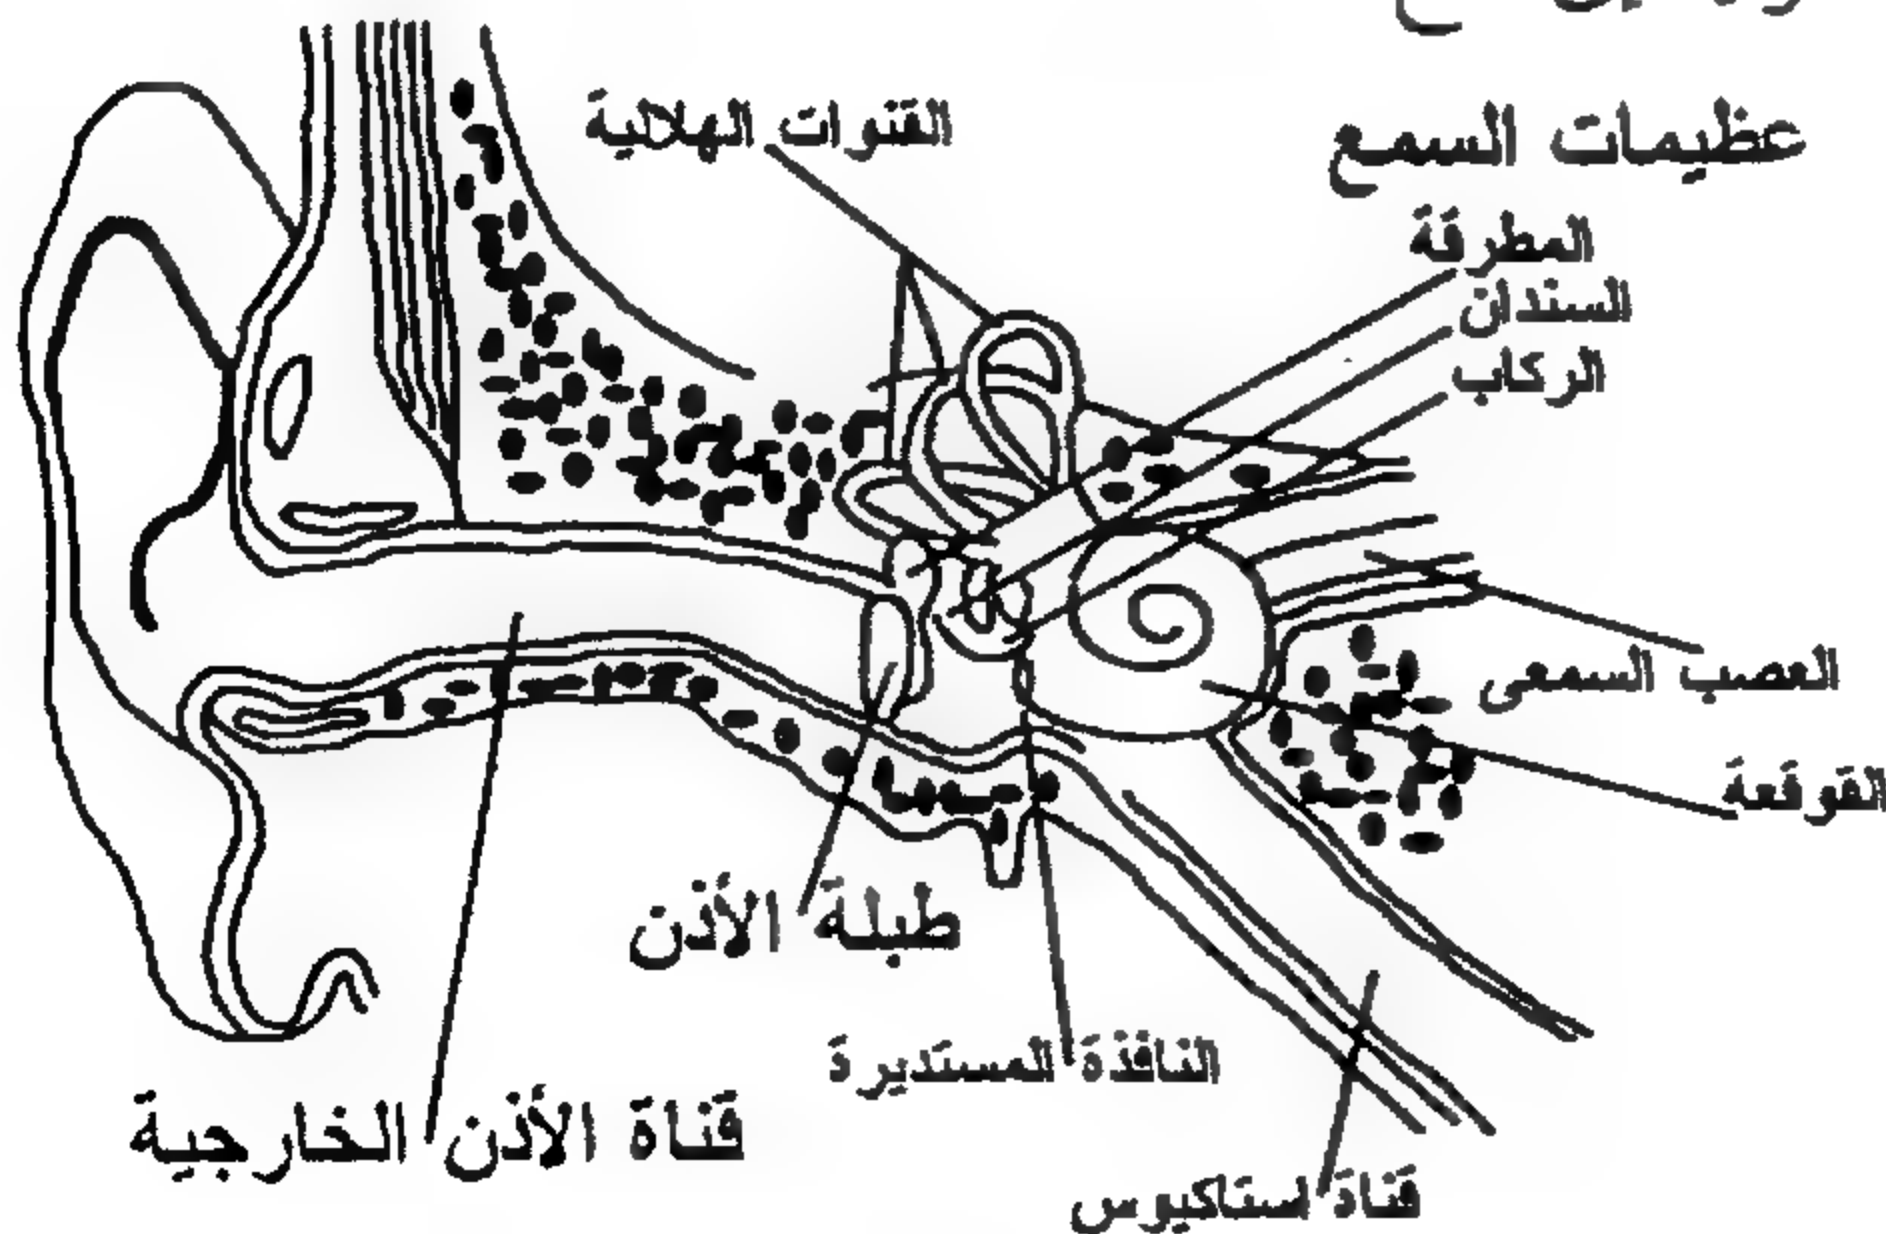 عظيمات السمع
القنوات الهلالية
المطرقة
السندان
الركاب
العصب السمعى
القوقعة
طبلة الأذن
النافذة المستديرة
قناة الأذن الخارجية
قناة استاكيوس